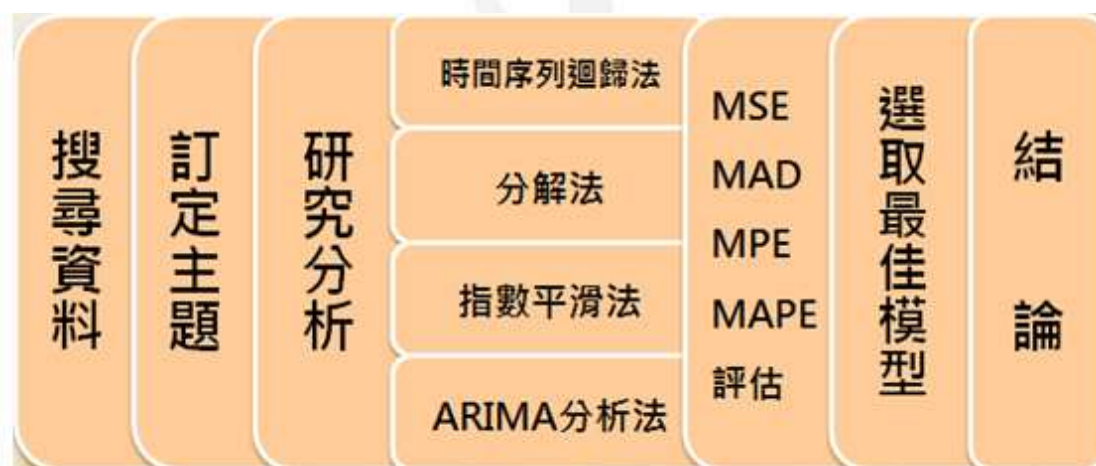 搜尋資料
訂定主題
研究分析
時間序列迴歸法
分解法
指數平滑法
ARIMA分析法
MSE
MAD
MPE
MAPE
評估
選取最佳模型
結論